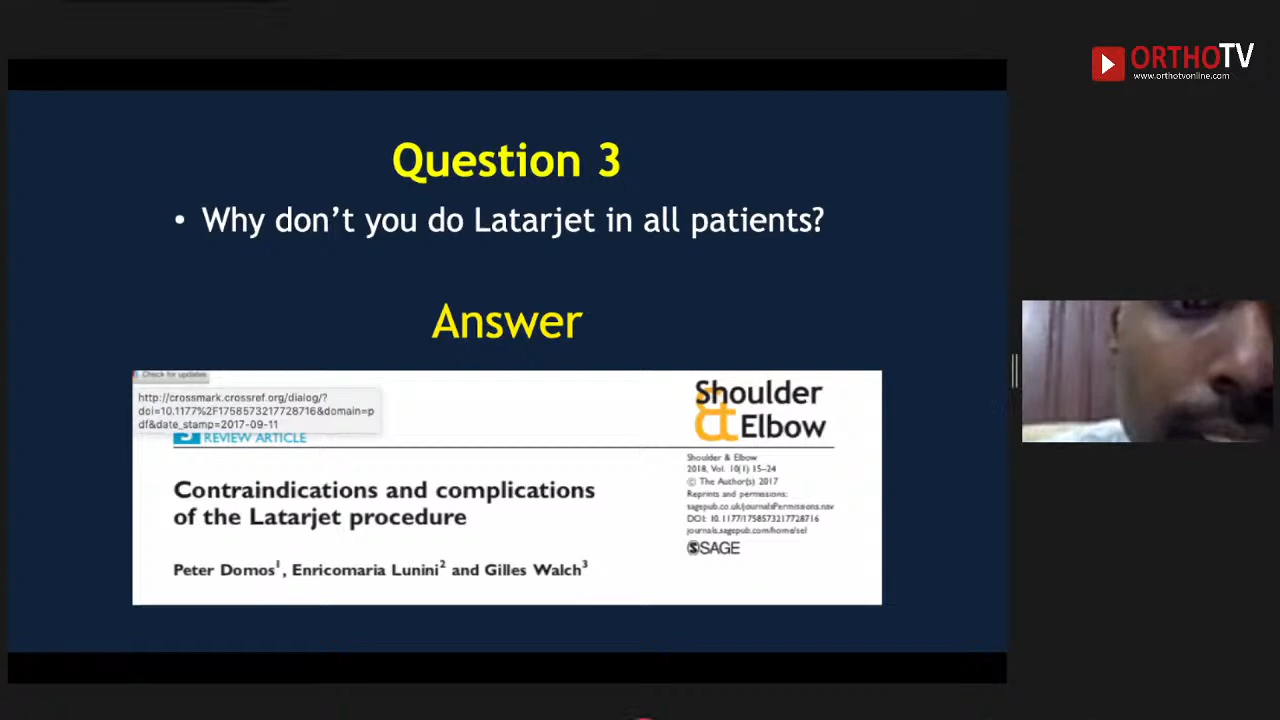 ORTHOTV
www.orthotvonline.com
Question 3
• Why don’t you do Latarjet in all patients?
Answer
Check for updates
http://crossmark.crossref.org/dialog/?
doi=10.1177%2F1758573217728716&domain=p
df&date_stamp=2017-09-11
REVIEW ARTICLE
Shoulder
& Elbow
Shoulder & Elbow
2018, Vol. 10(1) 15–24
© The Author(s) 2017
Reprints and permissions:
sagepub.co.uk/journalsPermissions.nav
DOI: 10.1177/1758573217728716
journals.sagepub.com/home/sel
SAGE
Contraindications and complications
of the Latarjet procedure
Peter Domos1, Enricomaria Lunini2 and Gilles Walch3